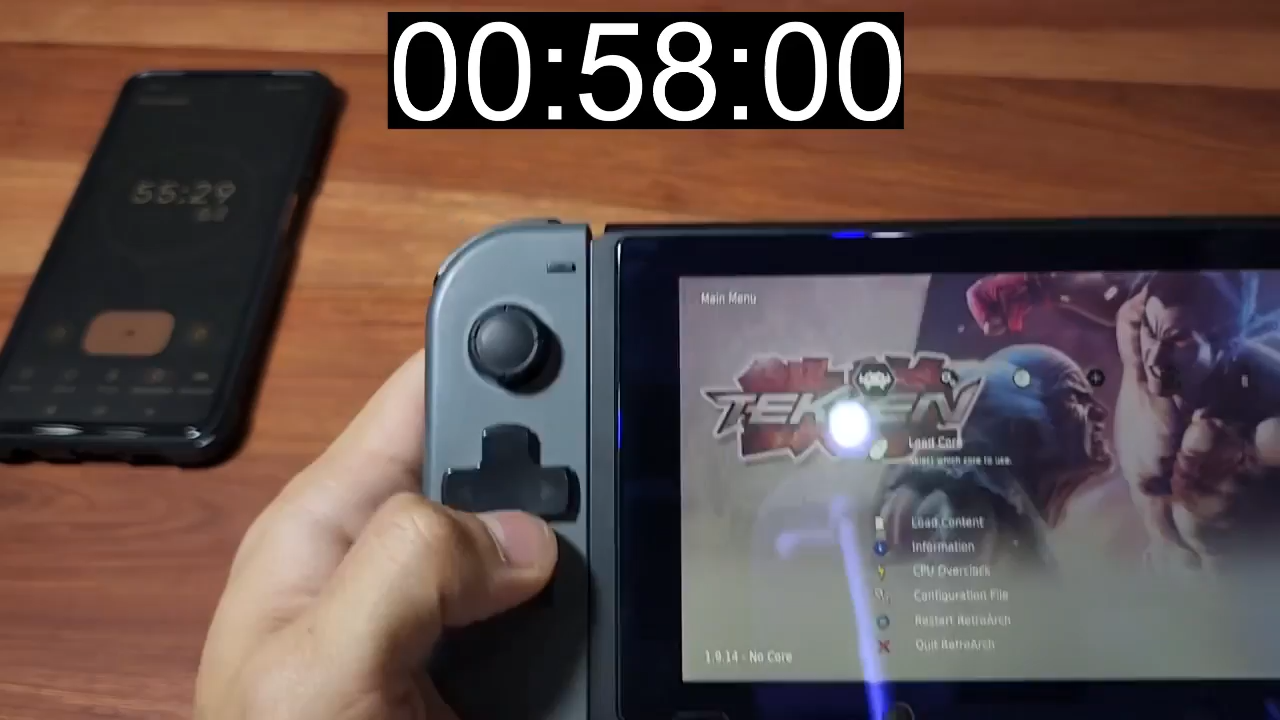 00:58:00
55:29
Main Menu
TEKKEN
Load Core
Select which core to use.
Load Content
Information
CPU Overclock
Configuration File
Restart RetroArch
Quit RetroArch
1.9.14 - No Core